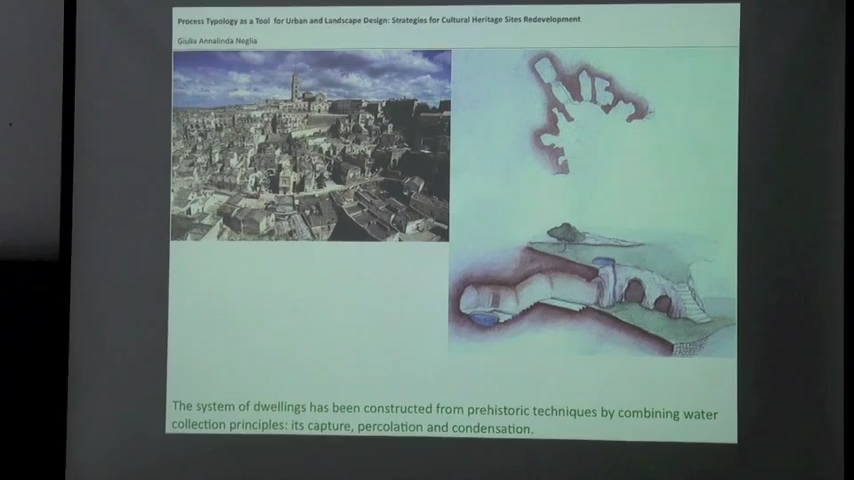 Process Typology as a Tool for Urban and Landscape Design: Strategies for Cultural Heritage Sites Redevelopment
Giulia Annalinda Neglia
The system of dwellings has been constructed from prehistoric techniques by combining water
collection principles: its capture, percolation and condensation.